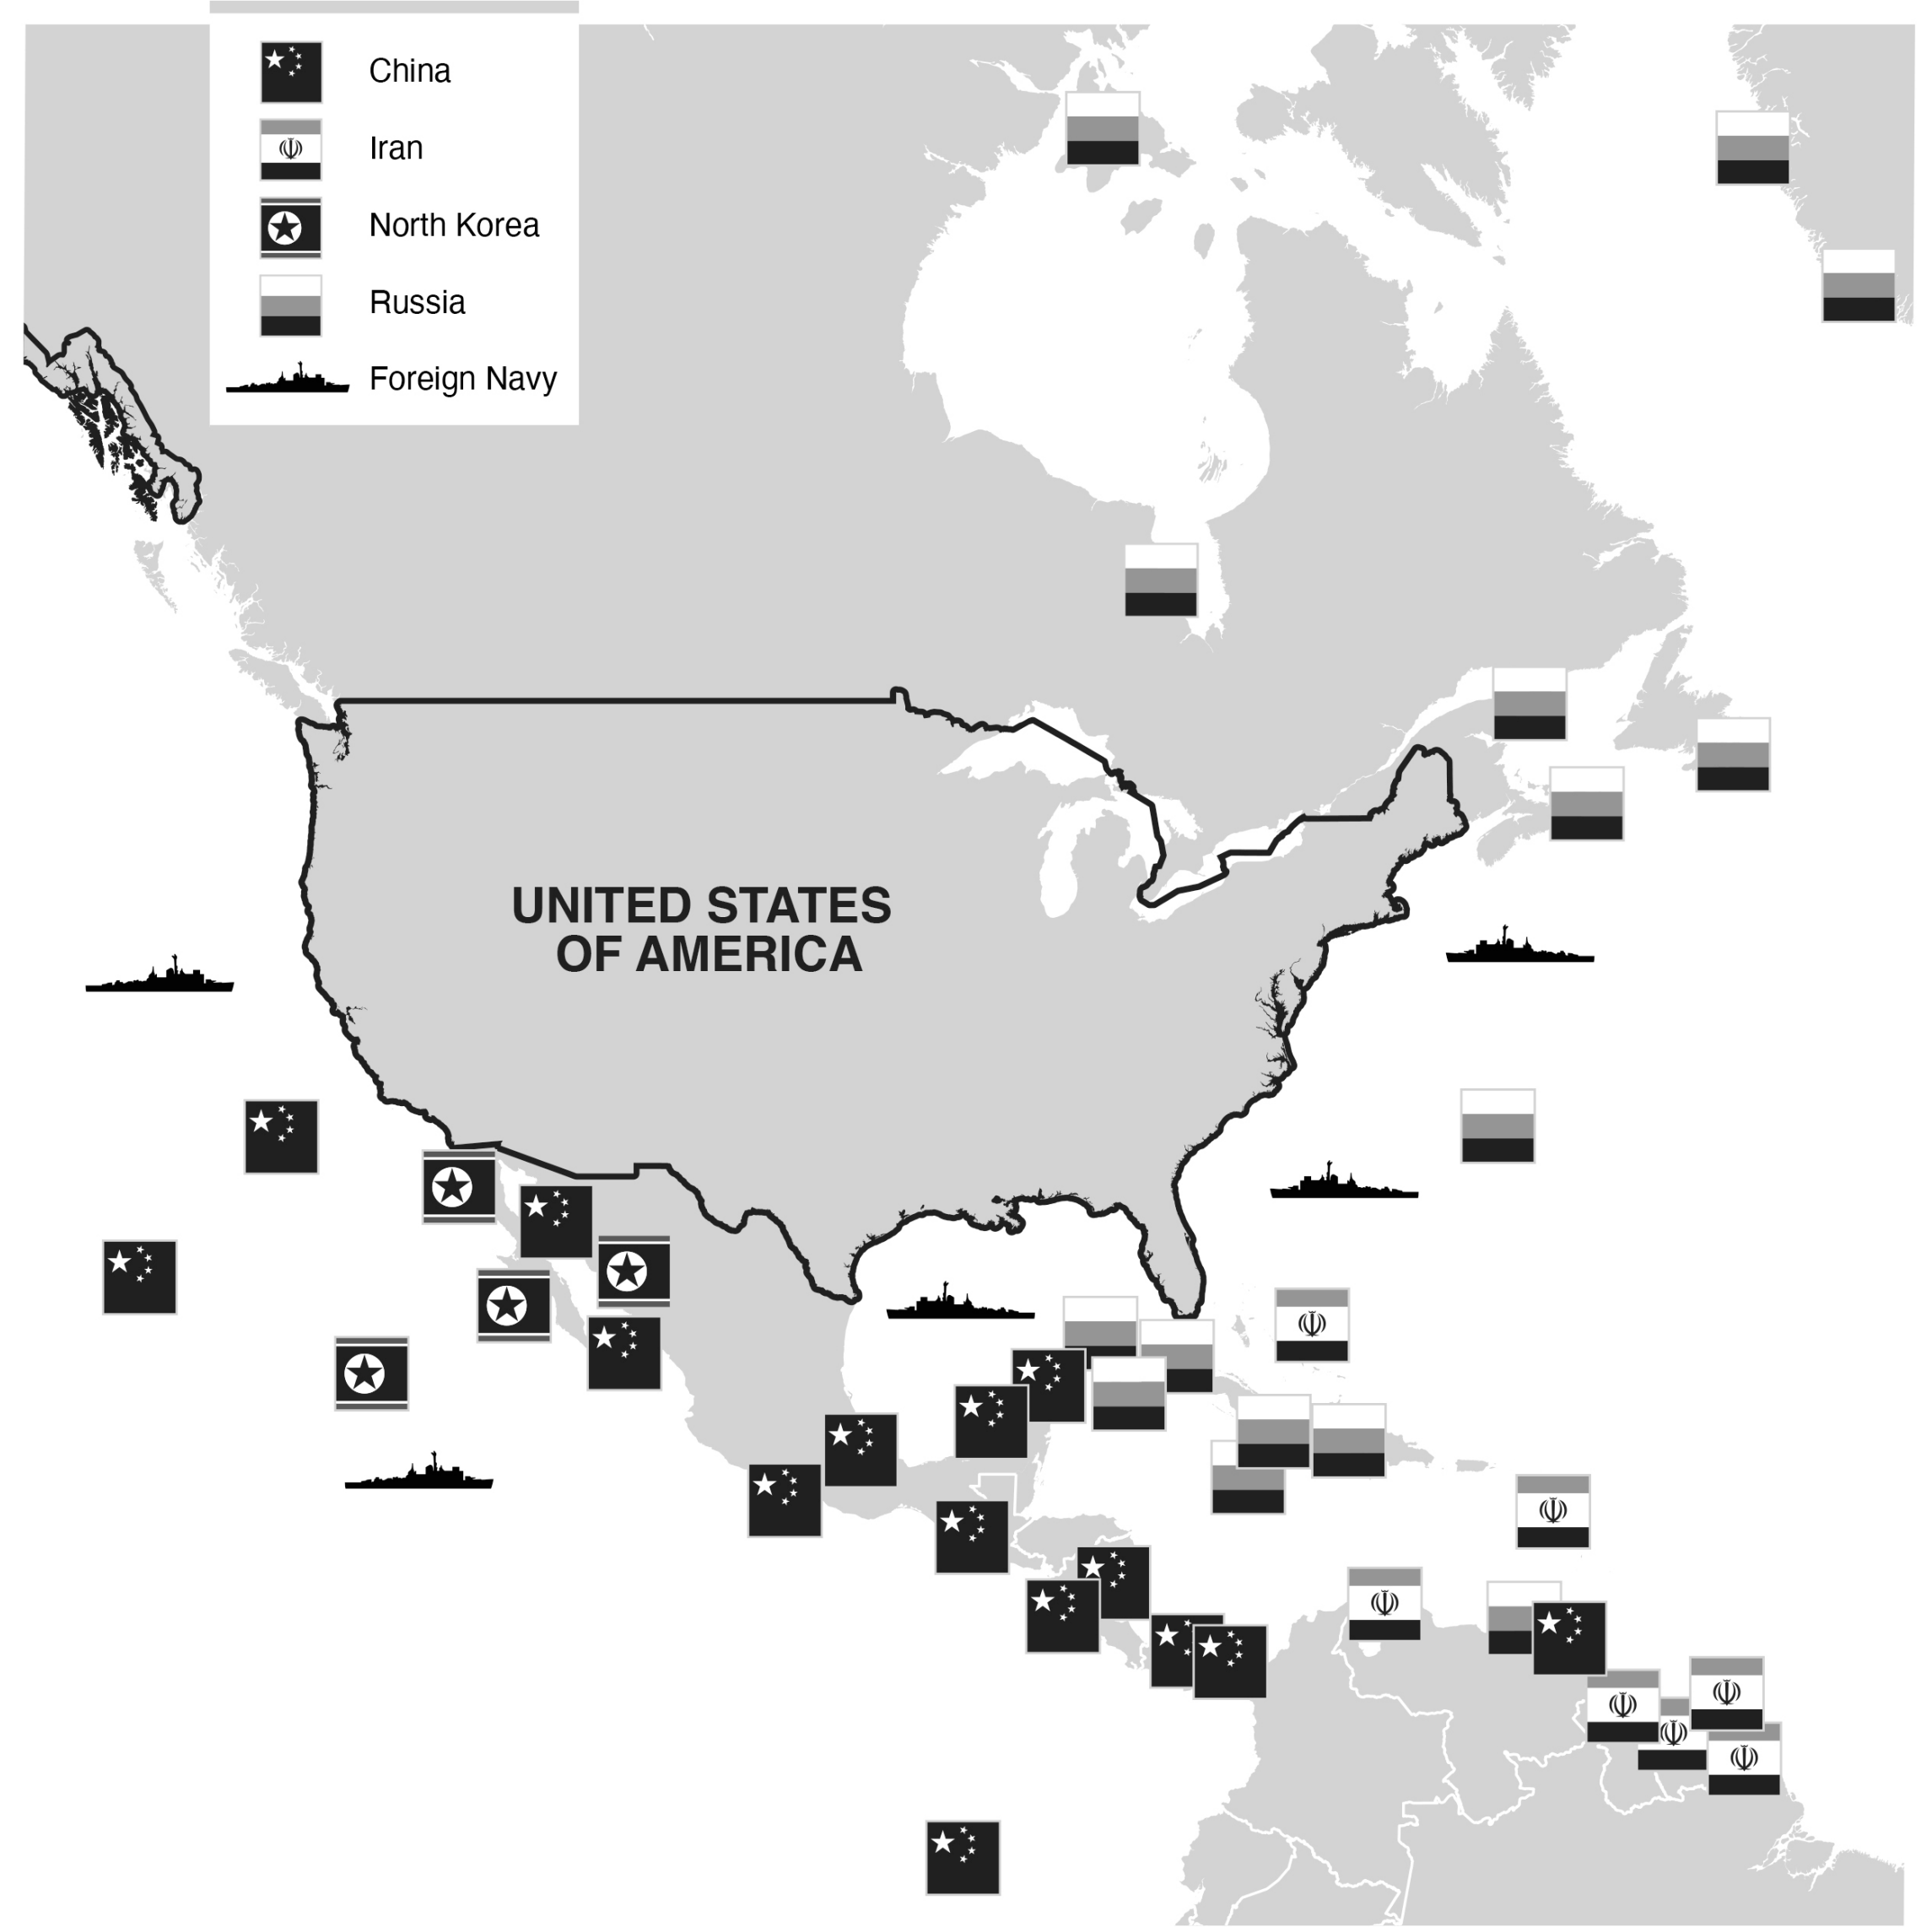 China
Iran
North Korea
Russia
Foreign Navy
UNITED STATES
OF AMERICA